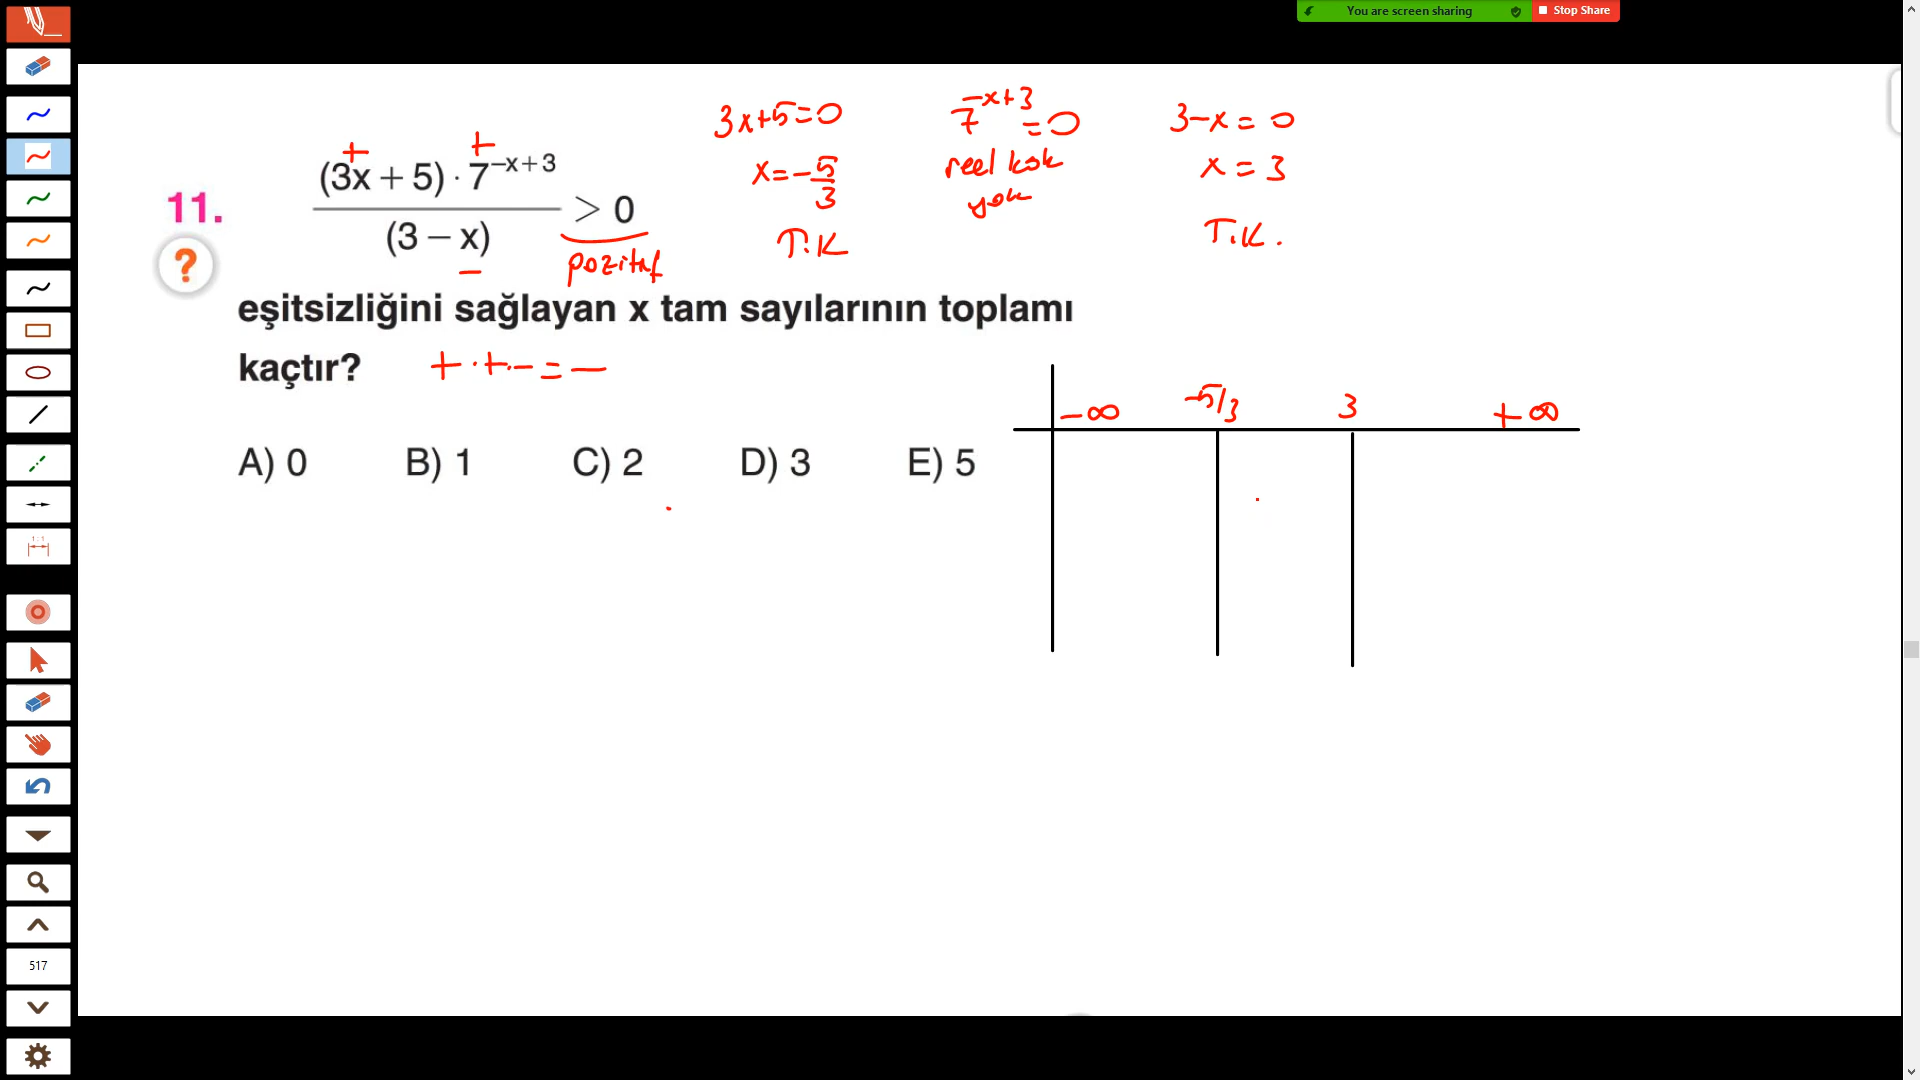 You are screen sharing
Stop Share
3x+5=0
7^{-x+3}=0
3-x=0
x=-5/3
reel kök
yok
x=3
T.K
T.K.
+ +
11.
(3x + 5) · 7^{-x+3}
(3 – x)
> 0
–
pozitif
?
eşitsizliğini sağlayan x tam sayılarının toplamı
kaçtır?
+ · + · - = -
A) 0 B) 1 C) 2 D) 3 E) 5
-∞ -5/3 3 +∞
1:1
517